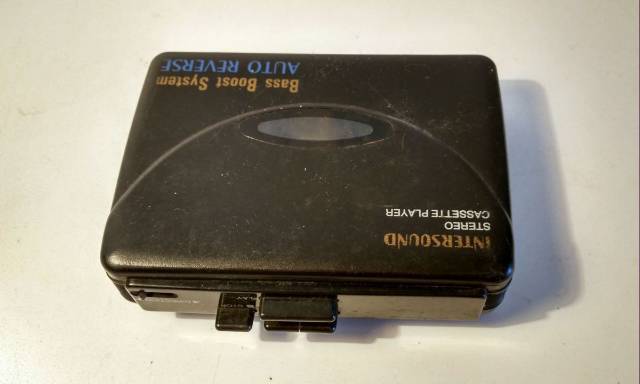 INTERSOUND
STEREO
CASSETTE PLAYER
Bass Boost System
AUTO REVERSE